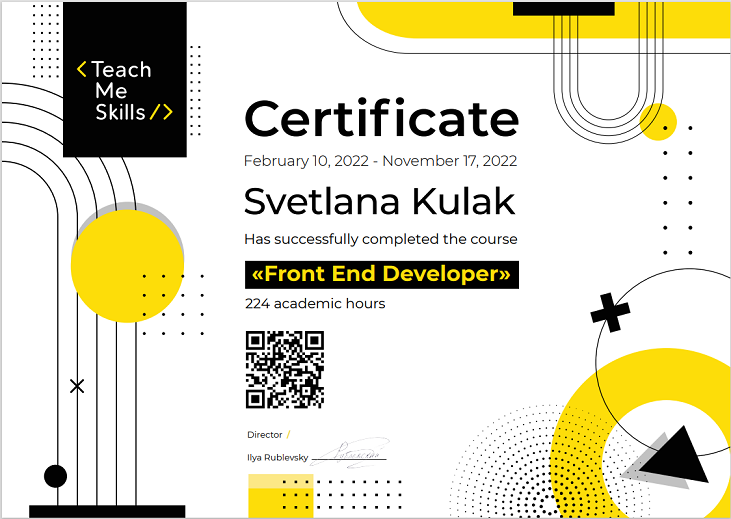 <Teach
Me
Skills/>
Certificate
February 10, 2022 - November 17, 2022
Svetlana Kulak
Has successfully completed the course
«Front End Developer»
224 academic hours
Director /
Ilya Rublevsky